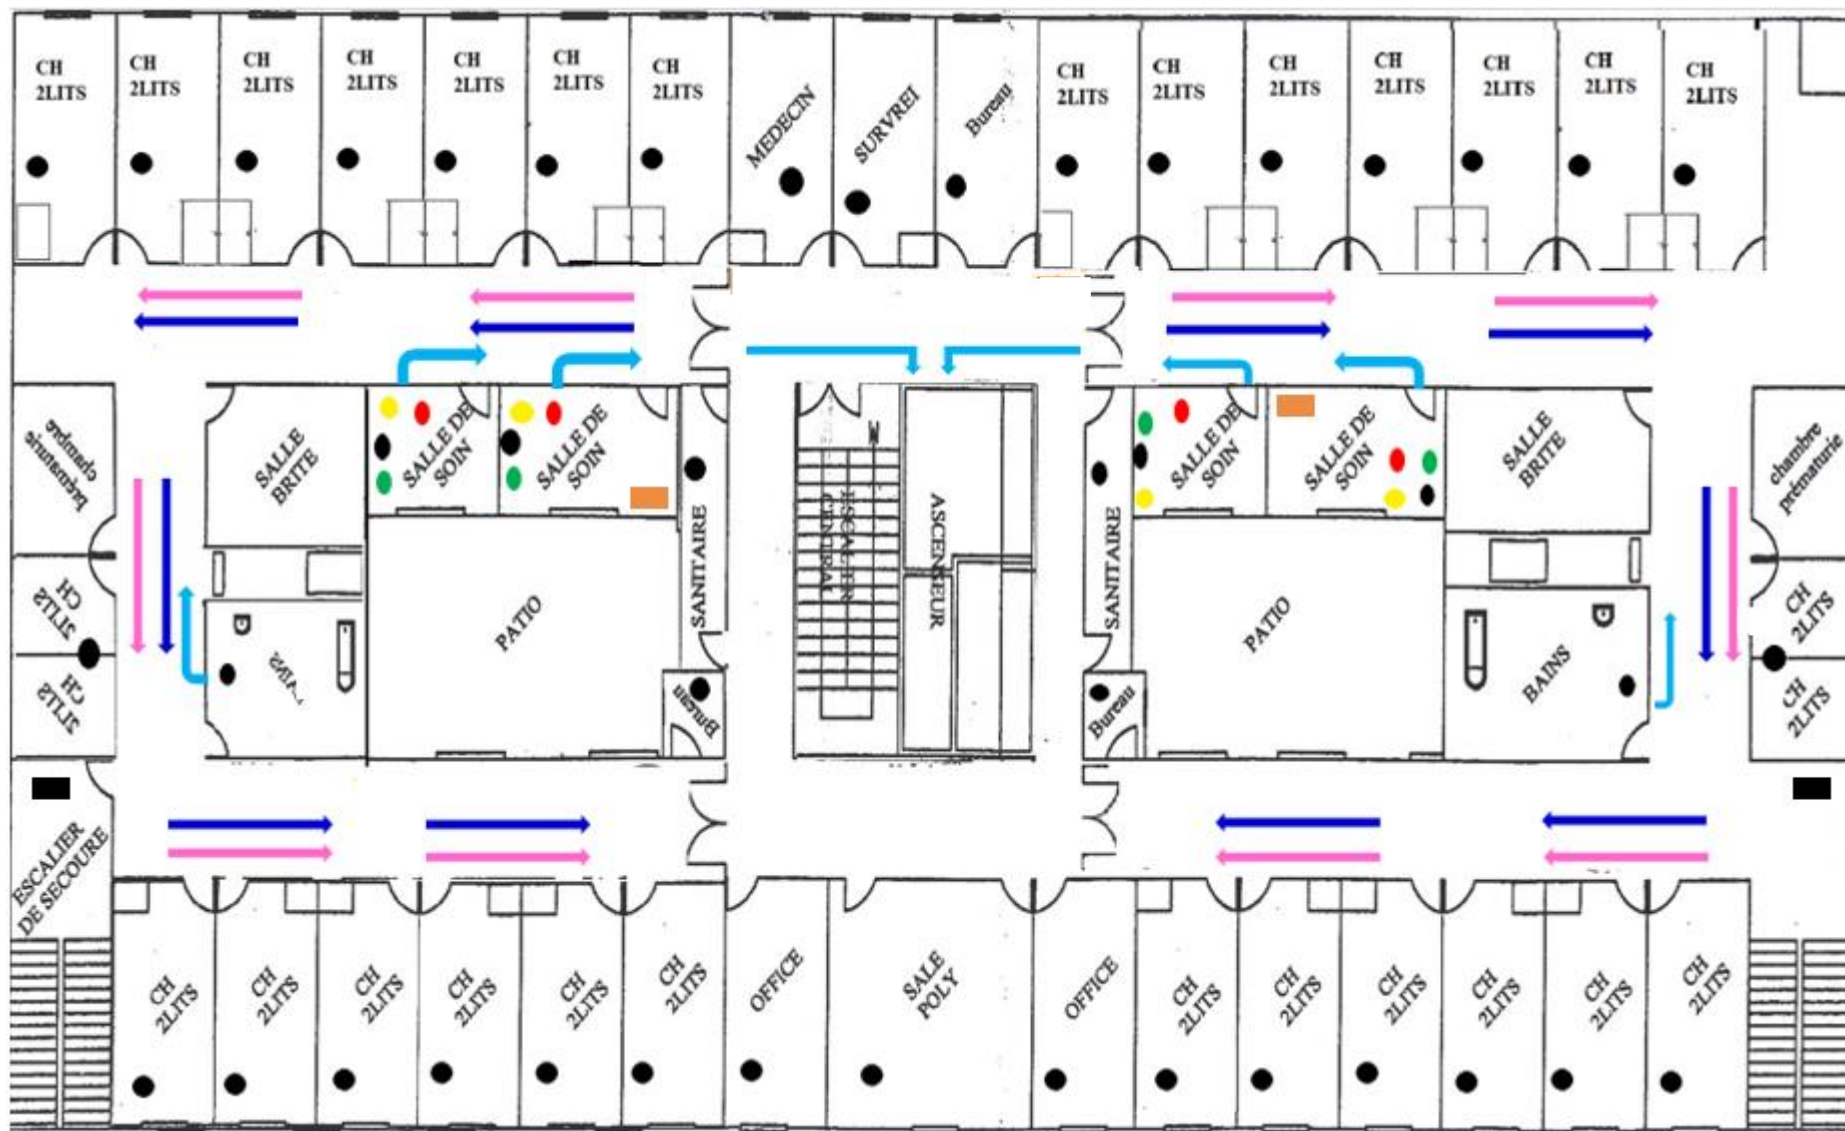 CH
2LITS
CH
2LITS
CH
2LITS
CH
2LITS
CH
2LITS
CH
2LITS
CH
2LITS
MEDECIN
SURVREI
Bureau
CH
2LITS
CH
2LITS
CH
2LITS
CH
2LITS
CH
2LITS
CH
2LITS
CH
2LITS
chambre
prématurie
SALLE
BRITE
SALLE DE
SOIN
SALLE DE
SOIN
SANITAIRE
ESCALIER
CENTRAL
ASCENSEUR
SANITAIRE
SALLE DE
SOIN
SALLE DE
SOIN
SALLE
BRITE
chambre
prématurie
CH
2LITS
CH
2LITS
PATIO
Bureau
Bureau
PATIO
BAINS
CH
2LITS
CH
2LITS
ESCALIER
DE SECOURE
CH
2LITS
CH
2LITS
CH
2LITS
CH
2LITS
CH
2LITS
CH
2LITS
OFFICE
SALE
POLY
OFFICE
CH
2LITS
CH
2LITS
CH
2LITS
CH
2LITS
CH
2LITS
CH
2LITS